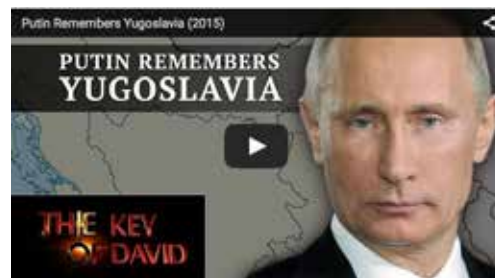 Putin Remembers Yugoslavia (2015)
PUTIN REMEMBERS
YUGOSLAVIA
THE KEY
OF DAVID